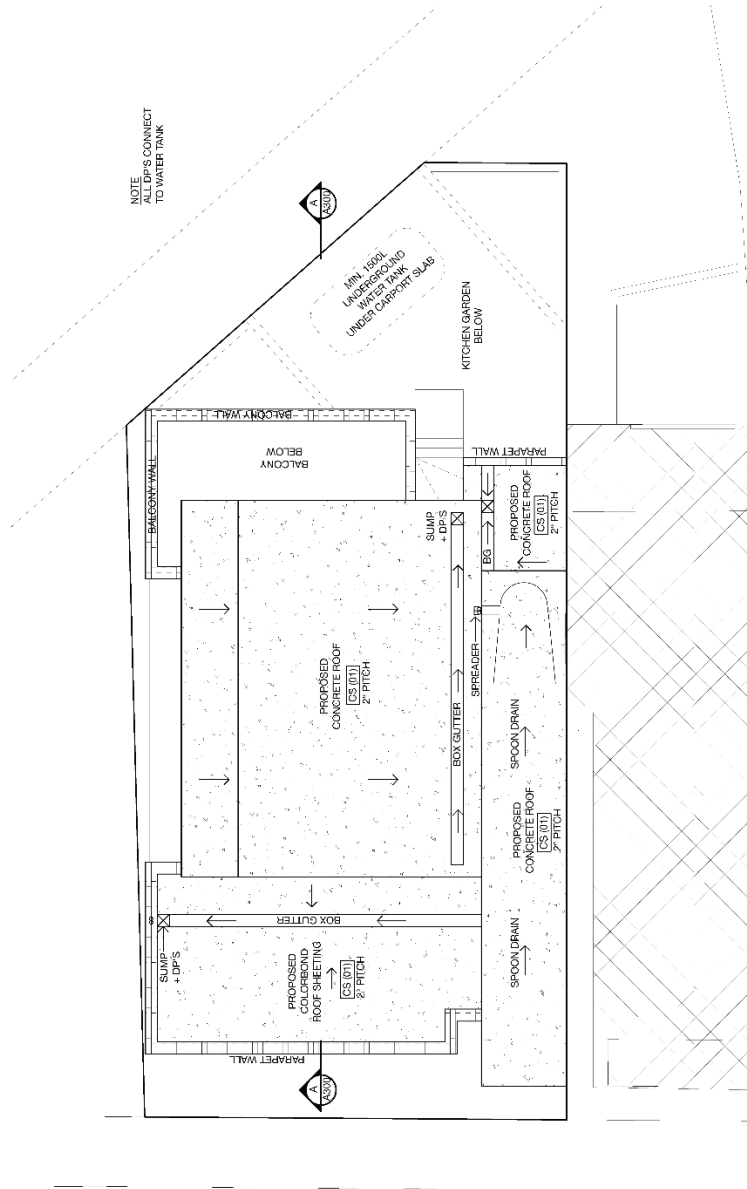 NOTE
ALL DP'S CONNECT
TO WATER TANK
A
A300
MIN. 1500L
UNDERGROUND
WATER TANK
UNDER CARPORT SLAB
KITCHEN GARDEN
BELOW
BALCONY WALL
BALCONY WALL
BALCONY
BELOW
PARAPET WALL
SUMP
+ DP'S
BG
PROPOSED
CONCRETE ROOF
CS (01)
2° PITCH
PROPOSED
CONCRETE ROOF
CS (01)
2° PITCH
BOX GUTTER
SPREADER
SPOON DRAIN
PROPOSED
CONCRETE ROOF
CS (01)
2° PITCH
SPOON DRAIN
BOX GUTTER
SUMP
+ DP'S
PROPOSED
COLORBOND
ROOF SHEETING
CS (01)
2° PITCH
PARAPET WALL
A
A300